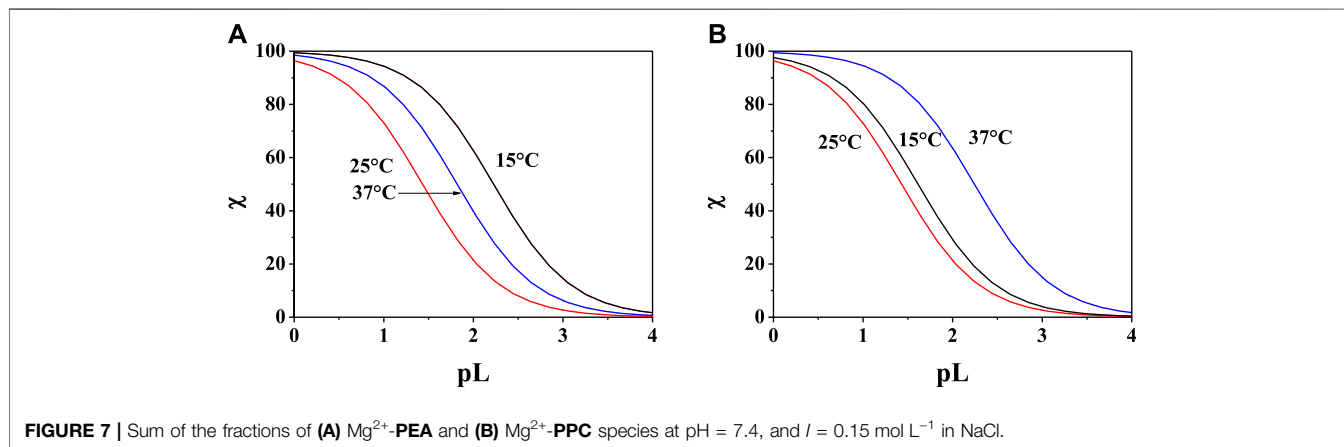 A
100
80
60
40
20
0
χ
25°C
37°C
15°C
0
1
2
3
4
pL
B
100
80
60
40
20
0
χ
25°C
15°C
37°C
0
1
2
3
4
pL
FIGURE 7 | Sum of the fractions of (A) Mg²⁺-PEA and (B) Mg²⁺-PPC species at pH = 7.4, and I = 0.15 mol L⁻¹ in NaCl.